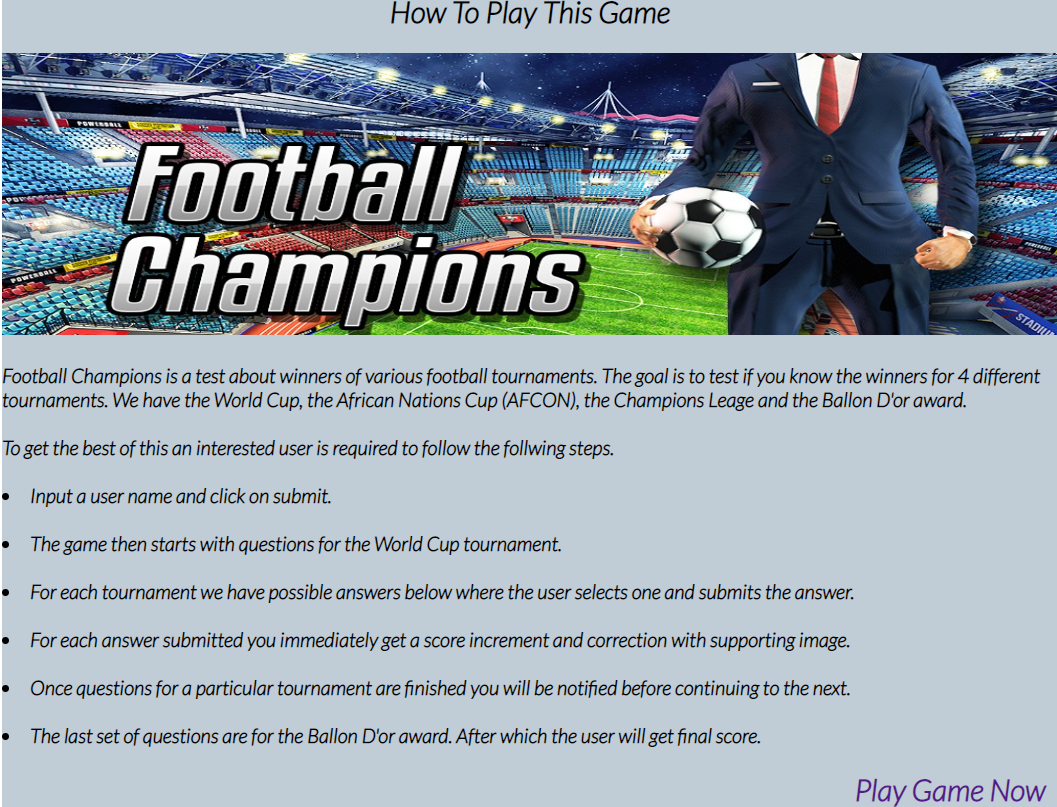 How To Play This Game
POWERBALL
POWERBALL
Football
Champions
POWERBALL
STADIU
Football Champions is a test about winners of various football tournaments. The goal is to test if you know the winners for 4 different
tournaments. We have the World Cup, the African Nations Cup (AFCON), the Champions Leage and the Ballon D'or award.
To get the best of this an interested user is required to follow the follwing steps.
• Input a user name and click on submit.
• The game then starts with questions for the World Cup tournament.
• For each tournament we have possible answers below where the user selects one and submits the answer.
• For each answer submitted you immediately get a score increment and correction with supporting image.
• Once questions for a particular tournament are finished you will be notified before continuing to the next.
• The last set of questions are for the Ballon D'or award. After which the user will get final score.
Play Game Now